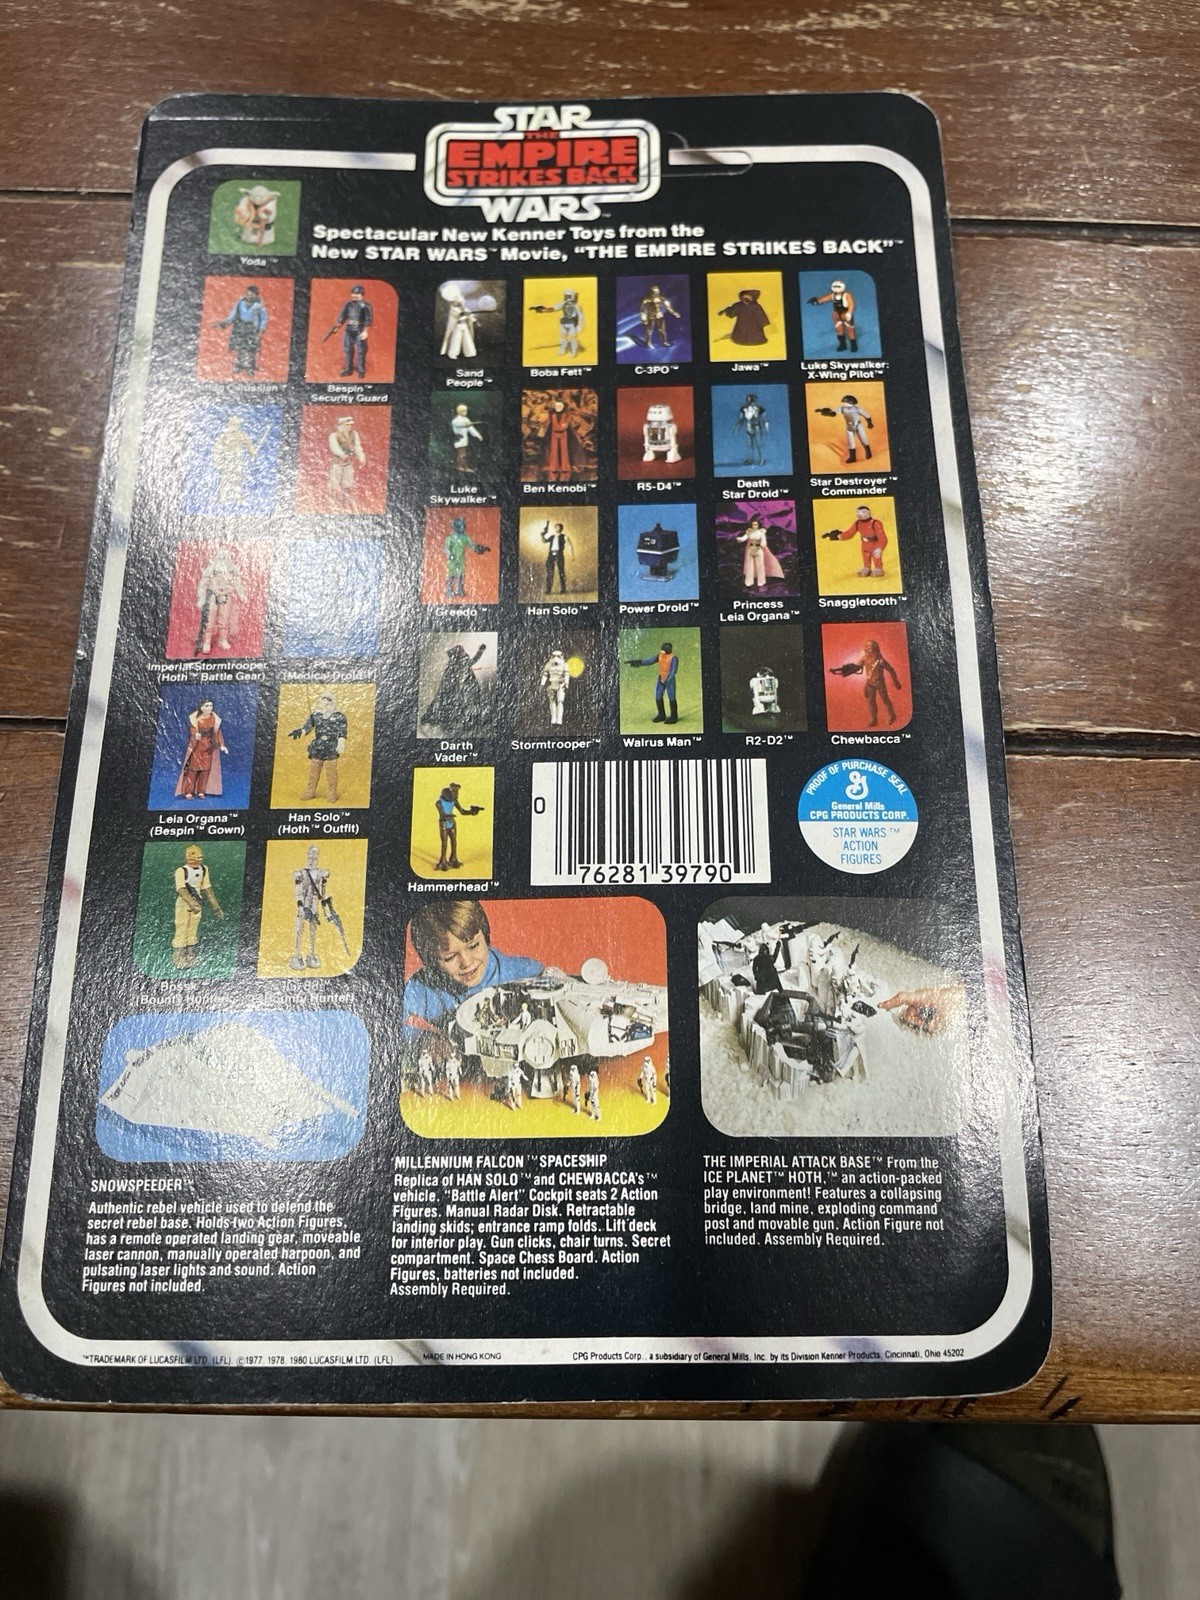 STAR
THE
EMPIRE
STRIKES BACK
WARS™
Spectacular New Kenner Toys from the
New STAR WARS™ Movie, "THE EMPIRE STRIKES BACK"™
Yoda™
Bespin™
Security Guard
Sand
People™
Boba Fett™
C-3PO™
Jawa™
Luke Skywalker:
X-Wing Pilot™
Luke
Skywalker™
Ben Kenobi™
R5-D4™
Death
Star Droid™
Star Destroyer™
Commander
Greedo™
Han Solo™
Power Droid™
Princess
Leia Organa™
Snaggletooth™
Imperial Stormtrooper
(Hoth™ Battle Gear)
(Medical Droid™)
Darth
Vader™
Stormtrooper™
Walrus Man™
R2-D2™
Chewbacca™
Leia Organa™
(Bespin™ Gown)
Han Solo™
(Hoth™ Outfit)
Hammerhead™
0
76281 39790
PROOF OF PURCHASE SEAL
General Mills
CPG PRODUCTS CORP.
STAR WARS™
ACTION
FIGURES
Bossk
(Bounty Hunter)
(Bounty Hunter)
SNOWSPEEDER™
Authentic rebel vehicle used to defend the
secret rebel base. Holds two Action Figures,
has a remote operated landing gear, moveable
laser cannon, manually operated harpoon, and
pulsating laser lights and sound. Action
Figures not included.
MILLENNIUM FALCON™ SPACESHIP
Replica of HAN SOLO™ and CHEWBACCA's™
vehicle. "Battle Alert" Cockpit seats 2 Action
Figures. Manual Radar Disk. Retractable
landing skids; entrance ramp folds. Lift deck
for interior play. Gun clicks, chair turns. Secret
compartment. Space Chess Board. Action
Figures, batteries not included.
Assembly Required.
THE IMPERIAL ATTACK BASE™ From the
ICE PLANET™ HOTH,™ an action-packed
play environment! Features a collapsing
bridge, land mine, exploding command
post and movable gun. Action Figure not
included. Assembly Required.
™TRADEMARK OF LUCASFILM LTD. (LFL). ©1977, 1978, 1980 LUCASFILM LTD. (LFL)
MADE IN HONG KONG
CPG Products Corp., a subsidiary of General Mills, Inc. by its Division Kenner Products, Cincinnati, Ohio 45202